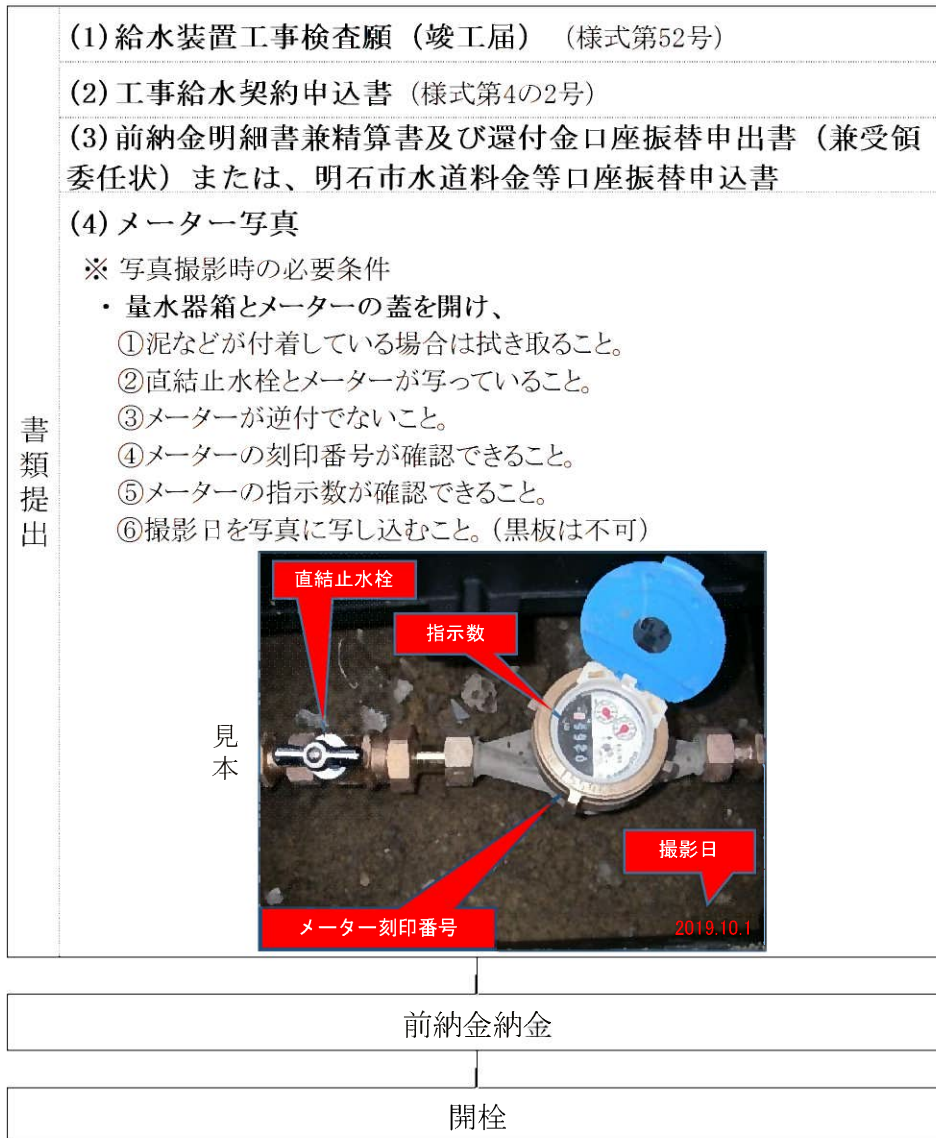 (1)給水装置工事検査願（竣工届）（様式第52号）
(2)工事給水契約申込書（様式第4の2号）
(3)前納金明細書兼精算書及び還付金口座振替申出書（兼受領
委任状）または、明石市水道料金等口座振替申込書
(4)メーター写真
※ 写真撮影時の必要条件
・量水器箱とメーターの蓋を開け、
①泥などが付着している場合は拭き取ること。
②直結止水栓とメーターが写っていること。
③メーターが逆付でないこと。
④メーターの刻印番号が確認できること。
⑤メーターの指示数が確認できること。
⑥撮影日を写真に写し込むこと。（黒板は不可）
書類提出
見本
直結止水栓
指示数
撮影日
メーター刻印番号
2019.10.1
前納金納金
開栓